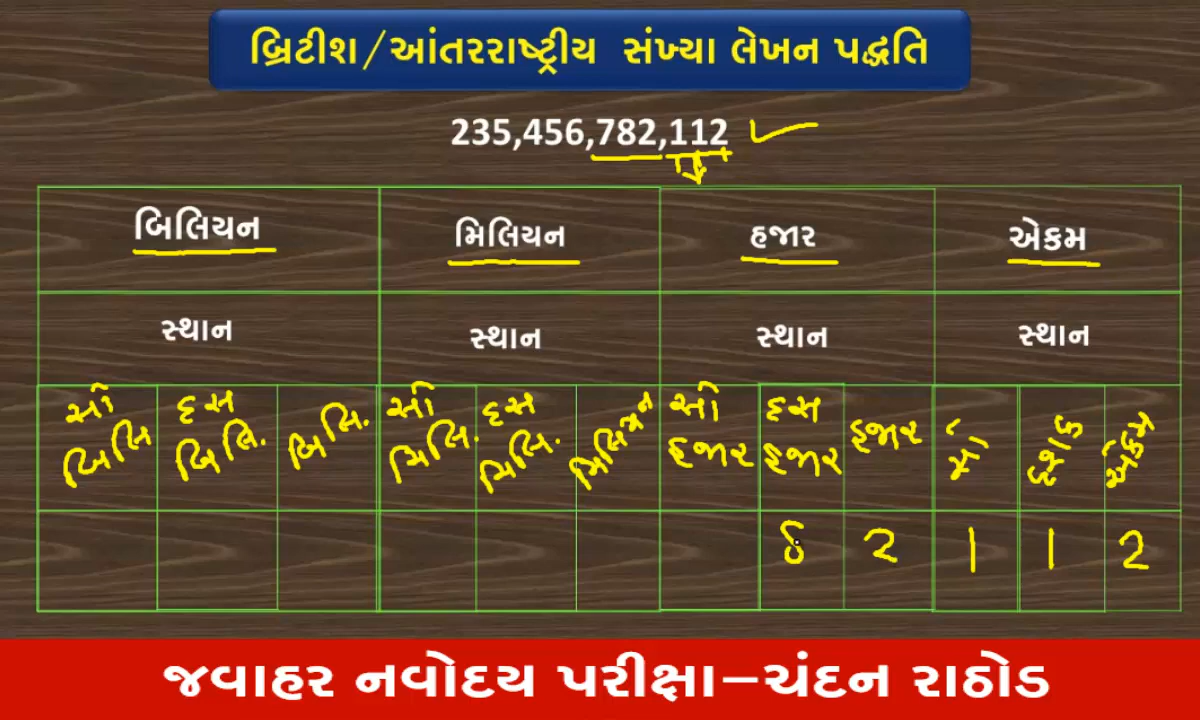 બ્રિટીશ/આંતરરાષ્ટ્રીય સંખ્યા લેખન પદ્ધતિ
235,456,782,112
બિલિયન મિલિયન હજાર એકમ
સ્થાન સ્થાન સ્થાન સ્થાન
સો દસ બિલિ. સો દસ મિલિયન સો દસ હજાર સો દશક એકમ
બિલિ બિલિ. મિલિ. મિલિ. હજાર હજાર
8 2 1 1 2
જવાહર નવોદય પરીક્ષા–ચંદન રાઠોડ